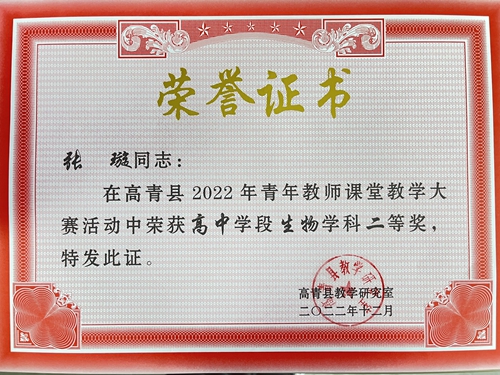 荣誉证书
张 璇同志：
在高青县2022年青年教师课堂教学大
赛活动中荣获高中学段生物学科二等奖，
特发此证。
高青县教学研究室
二〇二二年十二月